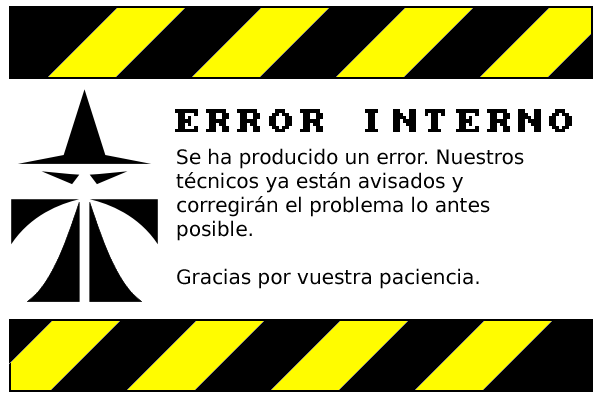 ERROR INTERNO
Se ha producido un error. Nuestros
técnicos ya están avisados y
corregirán el problema lo antes
posible.
Gracias por vuestra paciencia.